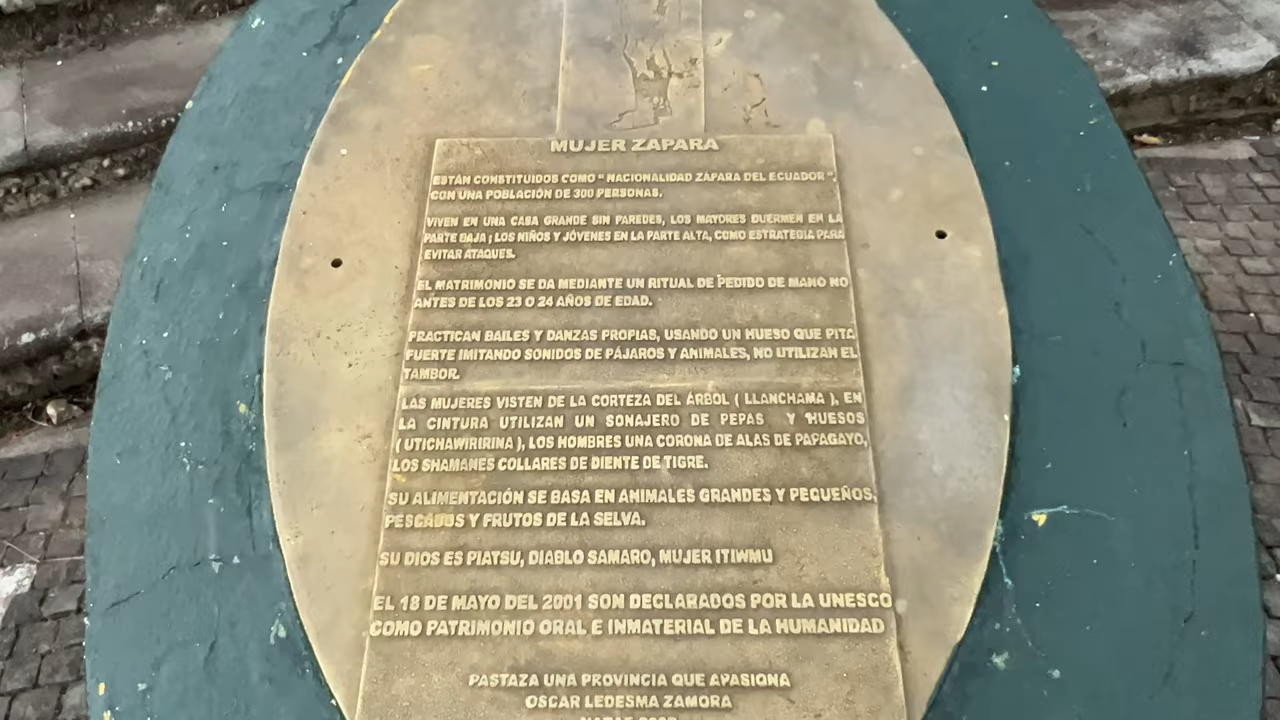 MUJER ZÁPARA
ESTÁN CONSTITUIDOS COMO " NACIONALIDAD ZÁPARA DEL ECUADOR ",
CON UNA POBLACIÓN DE 300 PERSONAS.
VIVEN EN UNA CASA GRANDE SIN PAREDES, LOS MAYORES DUERMEN EN LA
PARTE BAJA ; LOS NIÑOS Y JÓVENES EN LA PARTE ALTA, COMO ESTRATEGIA PARA
EVITAR ATAQUES.
EL MATRIMONIO SE DA MEDIANTE UN RITUAL DE PEDIDO DE MANO NO
ANTES DE LOS 23 O 24 AÑOS DE EDAD.
PRACTICAN BAILES Y DANZAS PROPIAS, USANDO UN HUESO QUE PITA
FUERTE IMITANDO SONIDOS DE PÁJAROS Y ANIMALES, NO UTILIZAN EL
TAMBOR.
LAS MUJERES VISTEN DE LA CORTEZA DEL ÁRBOL ( LLANCHAMA ), EN
LA CINTURA UTILIZAN UN SONAJERO DE PEPAS Y HUESOS
( UTICHAWIRIRINA ), LOS HOMBRES UNA CORONA DE ALAS DE PAPAGAYO,
LOS SHAMANES COLLARES DE DIENTE DE TIGRE.
SU ALIMENTACIÓN SE BASA EN ANIMALES GRANDES Y PEQUEÑOS,
PESCADOS Y FRUTOS DE LA SELVA.
SU DIOS ES PIATSU, DIABLO SAMARO, MUJER ITIWMU
EL 18 DE MAYO DEL 2001 SON DECLARADOS POR LA UNESCO
COMO PATRIMONIO ORAL E INMATERIAL DE LA HUMANIDAD
PASTAZA UNA PROVINCIA QUE APASIONA
OSCAR LEDESMA ZAMORA